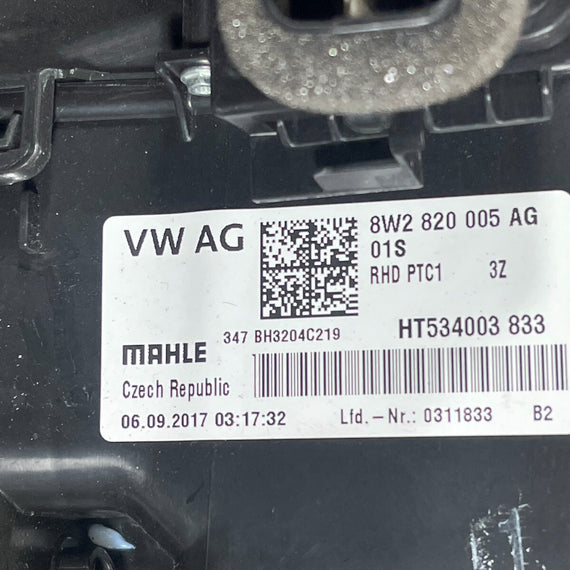 VW AG
8W2 820 005 AG
01S
RHD PTC1 3Z
347 BH3204C219
HT534003 833
MAHLE
Czech Republic
06.09.2017 03:17:32 Lfd.-Nr.: 0311833 B2